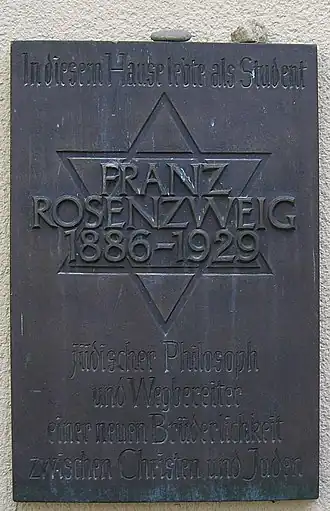 In diesem Hause lebte als Student
FRANZ
ROSENZWEIG
1886-1929
jüdischer Philosoph
und Wegbereiter
einer neuen Brüderlichkeit
zwischen Christen und Juden